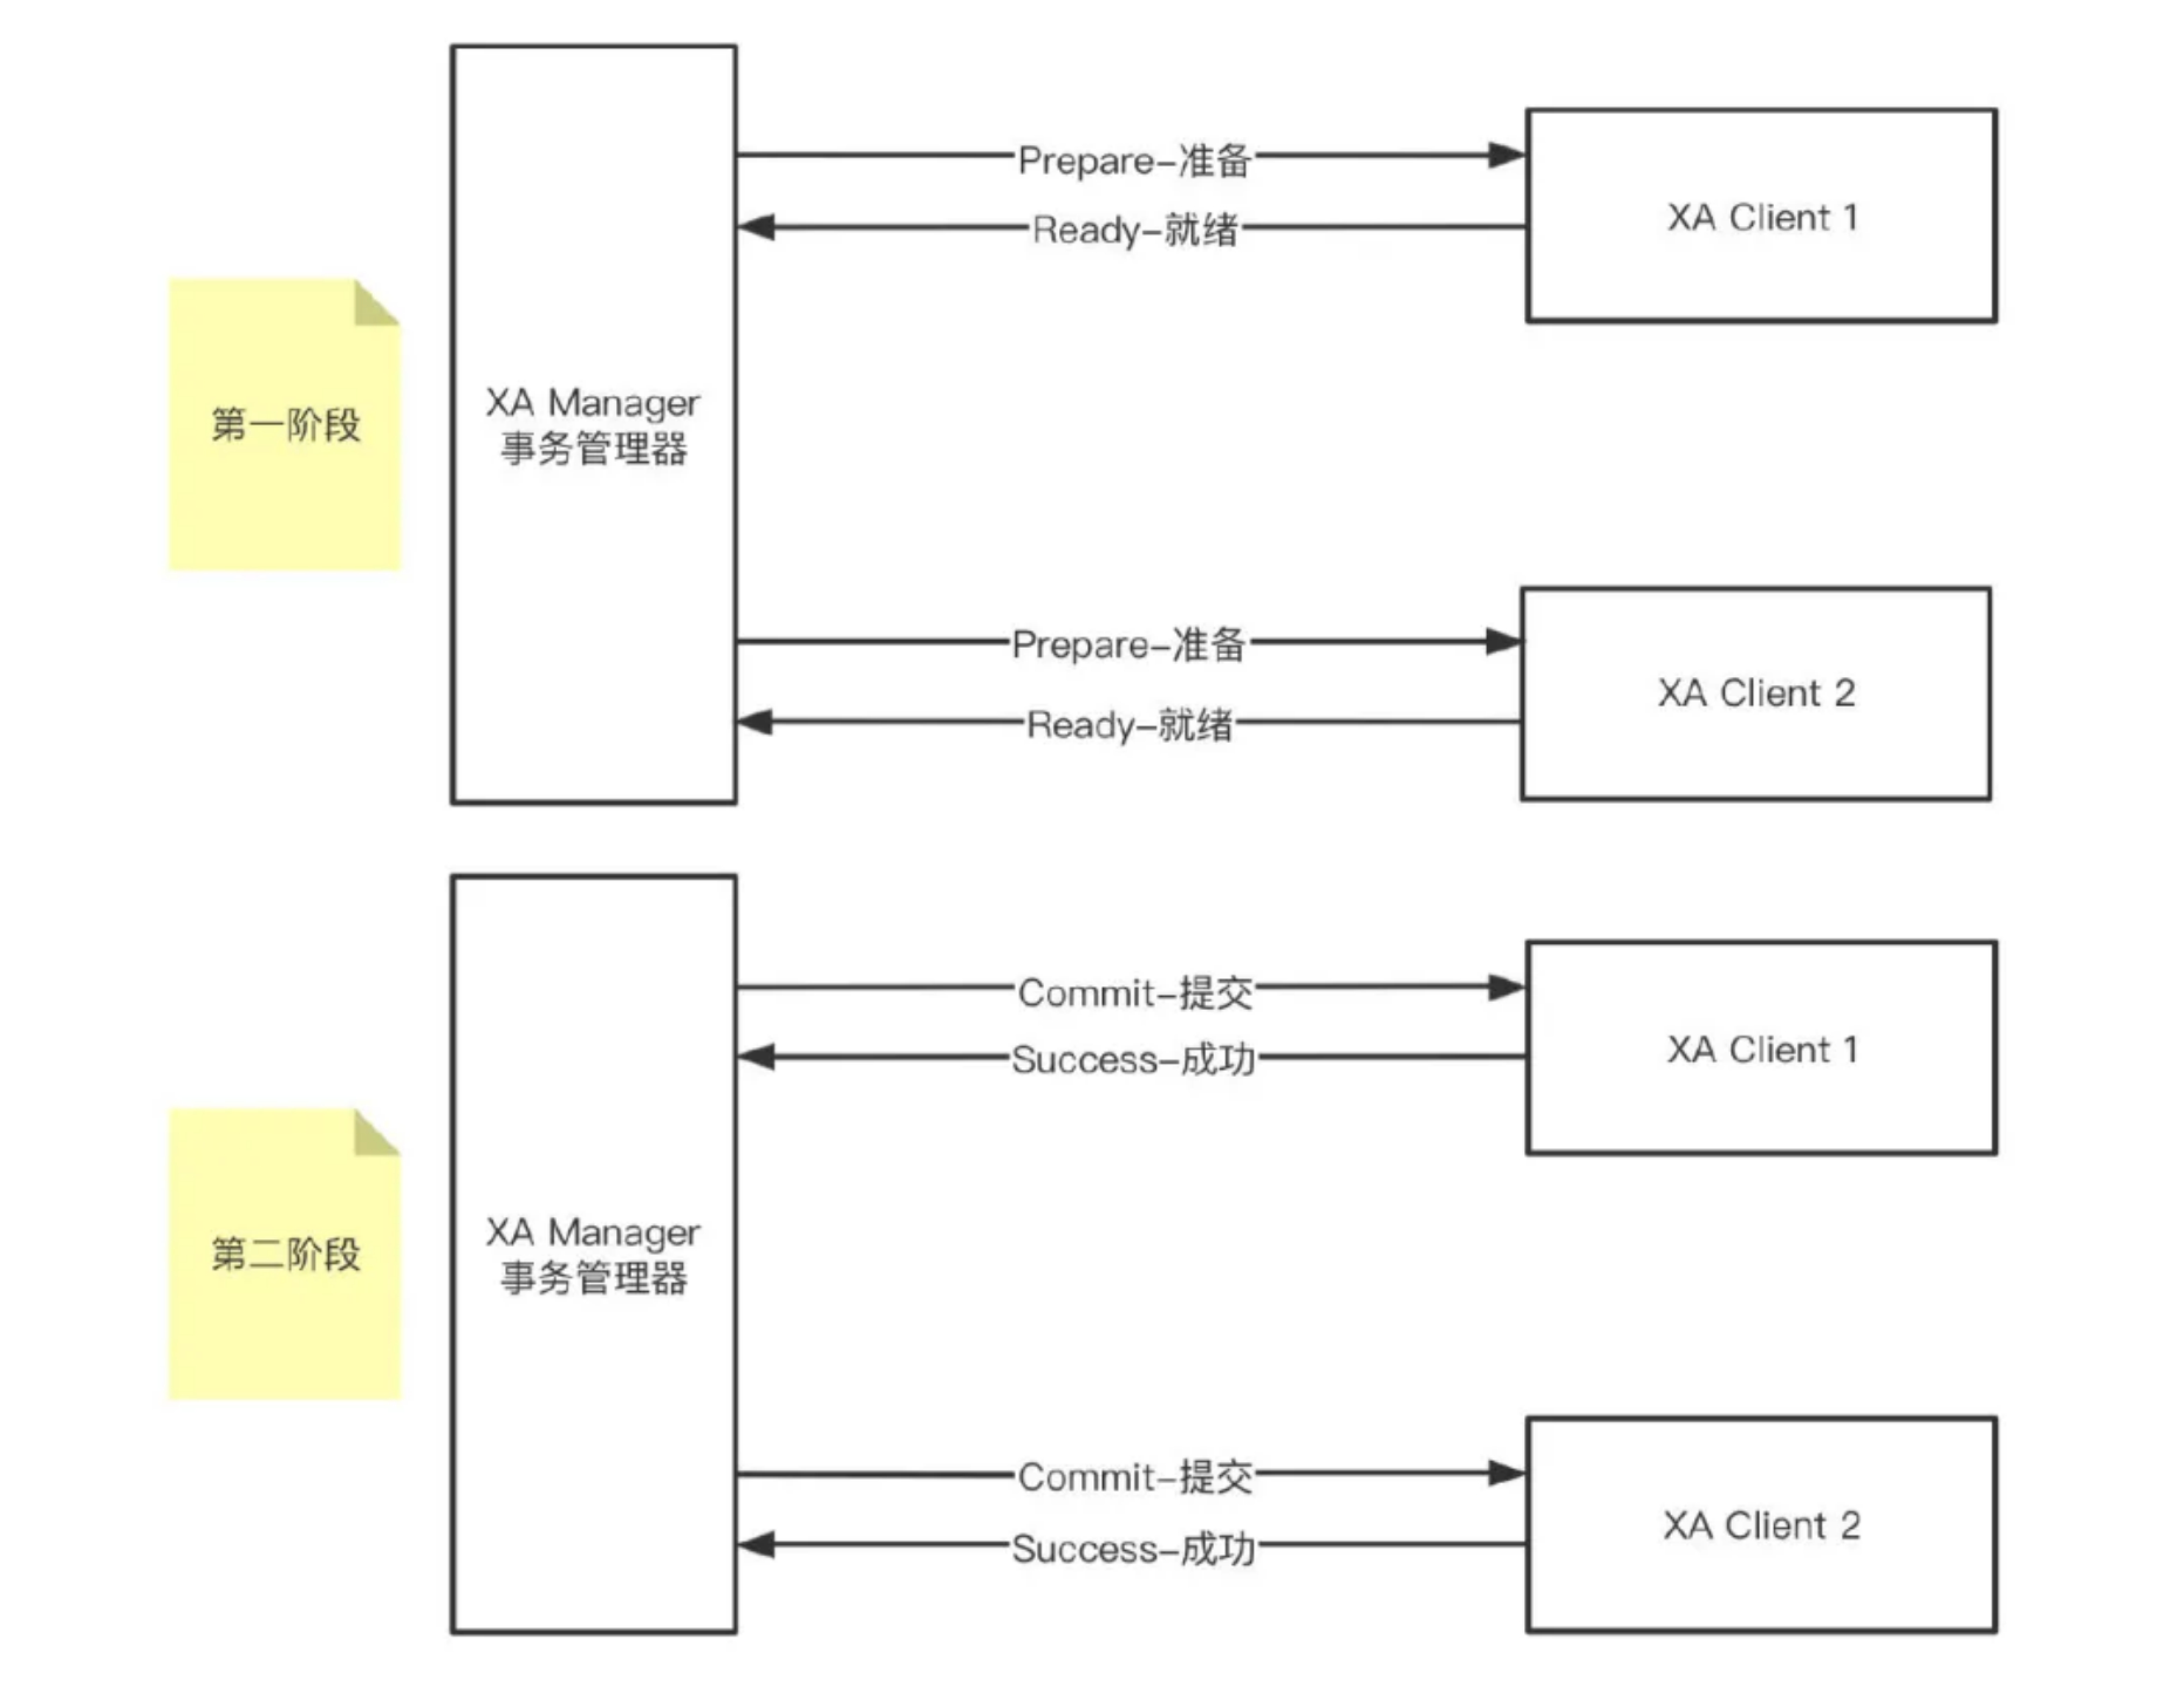 Prepare-准备
XA Client 1
Ready-就绪
第一阶段
XA Manager
事务管理器
Prepare-准备
XA Client 2
Ready-就绪
Commit-提交
XA Client 1
Success-成功
第二阶段
XA Manager
事务管理器
Commit-提交
XA Client 2
Success-成功